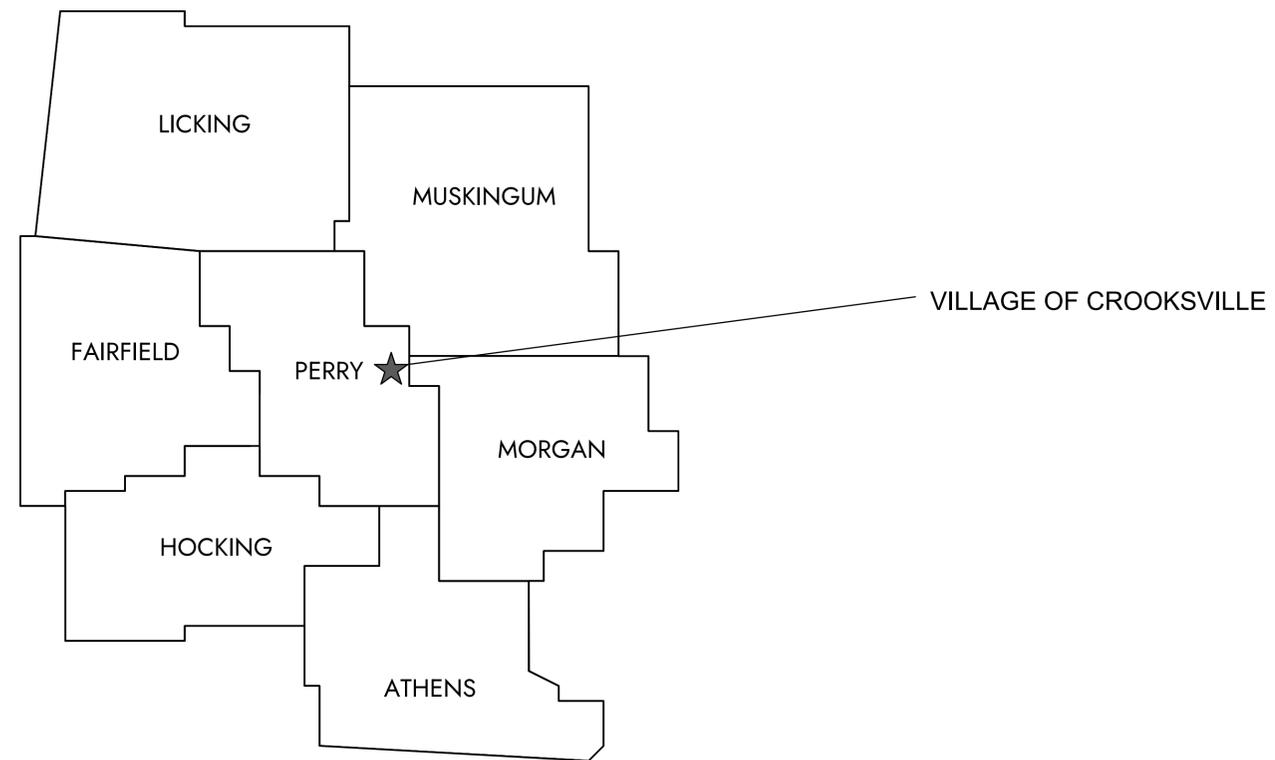 LICKING
MUSKINGUM
VILLAGE OF CROOKSVILLE
FAIRFIELD
PERRY
MORGAN
HOCKING
ATHENS